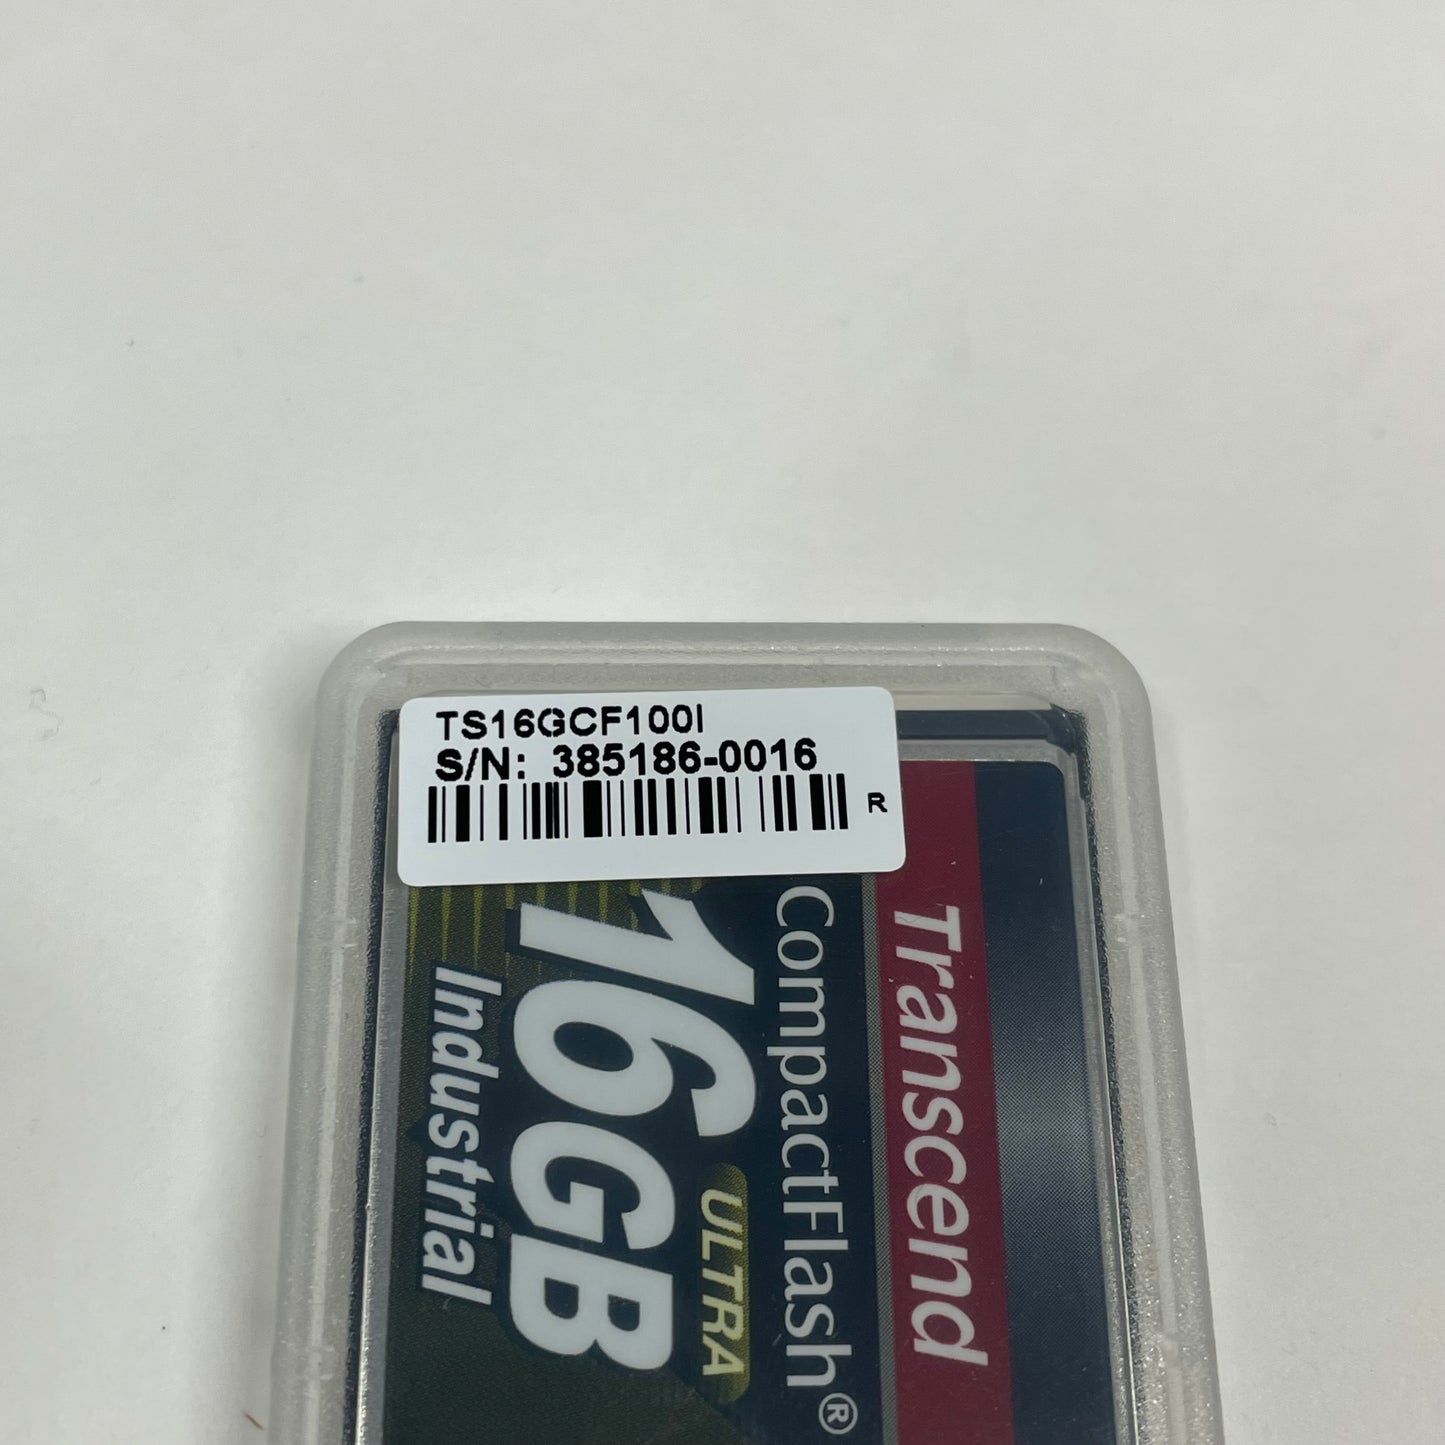 TS16GCF100I
S/N: 385186-0016
R
Transcend
CompactFlash®
ULTRA
16GB
Industrial